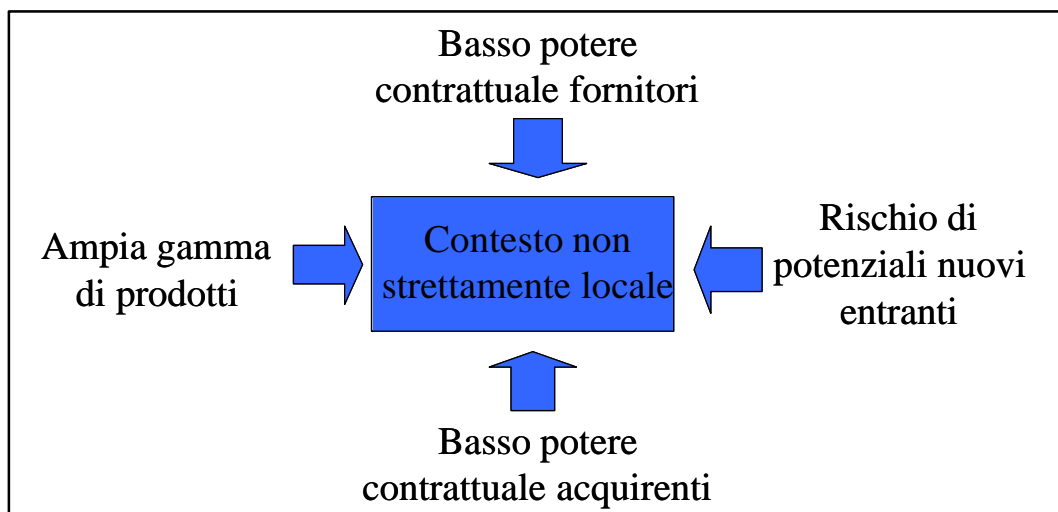 Basso potere
contrattuale fornitori
Ampia gamma
di prodotti
Contesto non
strettamente locale
Rischio di
potenziali nuovi
entranti
Basso potere
contrattuale acquirenti